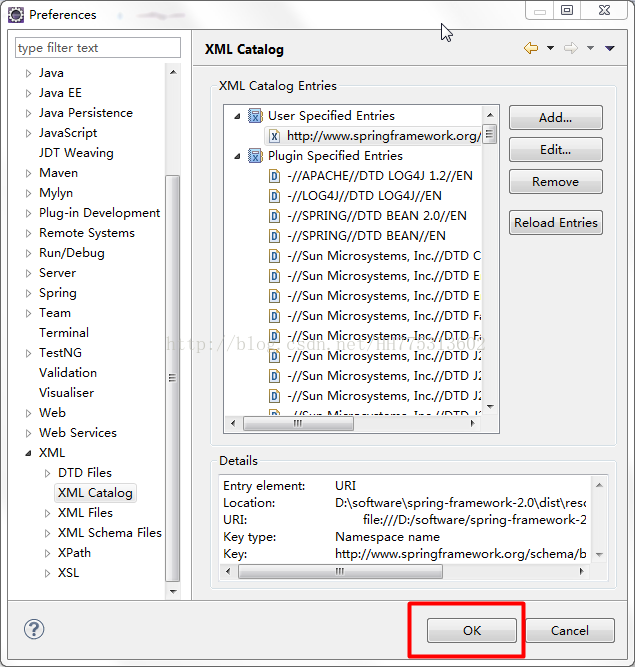 Preferences
type filter text
Java
Java EE
Java Persistence
JavaScript
JDT Weaving
Maven
Mylyn
Plug-in Development
Remote Systems
Run/Debug
Server
Spring
Team
Terminal
TestNG
Validation
Visualiser
Web
Web Services
XML
DTD Files
XML Catalog
XML Files
XML Schema Files
XPath
XSL
XML Catalog
XML Catalog Entries
User Specified Entries
http://www.springframework.org/
Plugin Specified Entries
-//APACHE//DTD LOG4J 1.2//EN
-//LOG4J//DTD LOG4J//EN
-//SPRING//DTD BEAN 2.0//EN
-//SPRING//DTD BEAN//EN
-//Sun Microsystems, Inc.//DTD C
-//Sun Microsystems, Inc.//DTD E
-//Sun Microsystems, Inc.//DTD E
-//Sun Microsystems, Inc.//DTD Fa
-//Sun Microsystems, Inc.//DTD Fa
-//Sun Microsystems, Inc.//DTD J2
-//Sun Microsystems, Inc.//DTD J2
-//Sun Microsystems, Inc.//DTD J2
Add...
Edit...
Remove
Reload Entries
Details
Entry element: URI
Location: D:\software\spring-framework-2.0\dist\reso
URI: file:///D:/software/spring-framework-2
Key type: Namespace name
Key: http://www.springframework.org/schema/b
OK
Cancel